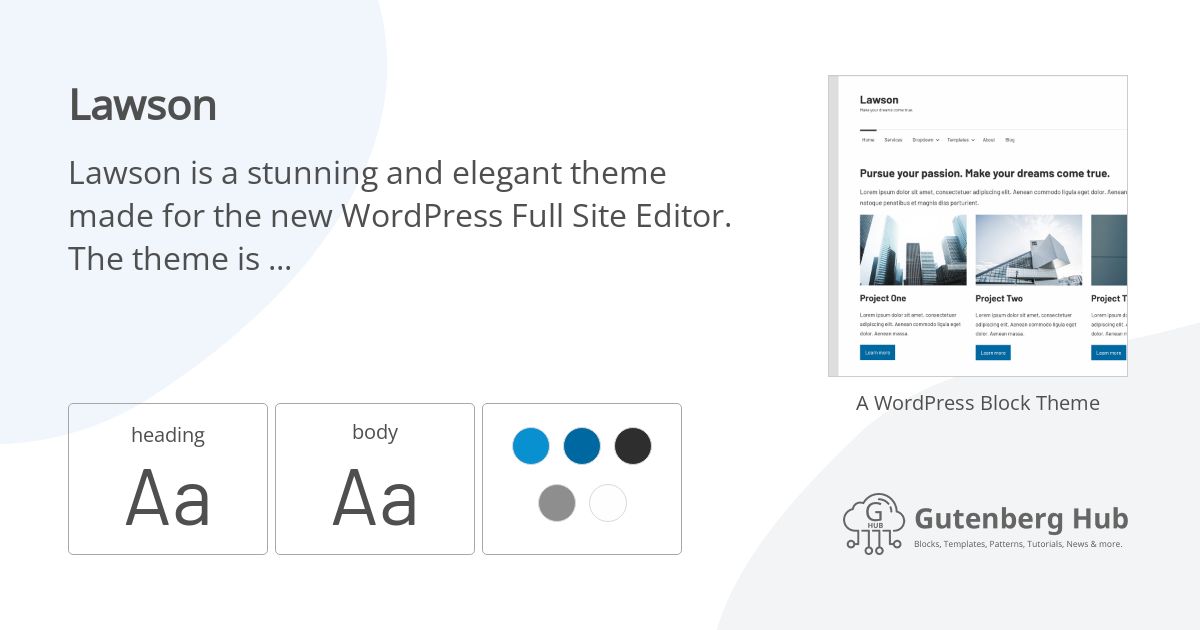 Lawson
Lawson is a stunning and elegant theme
made for the new WordPress Full Site Editor.
The theme is ...
heading
Aa
body
Aa
Lawson
Make your dreams come true.
Home Services Dropdown Templates About Blog
Pursue your passion. Make your dreams come true.
Lorem ipsum dolor sit amet, consectetuer adipiscing elit. Aenean commodo ligula eget dolor. Aenean
natoque penatibus et magnis diss parturient.
Project One
Lorem ipsum dolor sit amet, consectetuer
adipiscing elit. Aenean commodo ligula eget
dolor. Aenean massa.
Learn more
Project Two
Lorem ipsum dolor sit amet, consectetuer
adipiscing elit. Aenean commodo ligula eget
dolor. Aenean massa.
Learn more
Project T
Lorem ipsum d
adipiscing elit.
dolor. Aenean m
Learn more
A WordPress Block Theme
G
HUB
Gutenberg Hub
Blocks, Templates, Patterns, Tutorials, News & more.